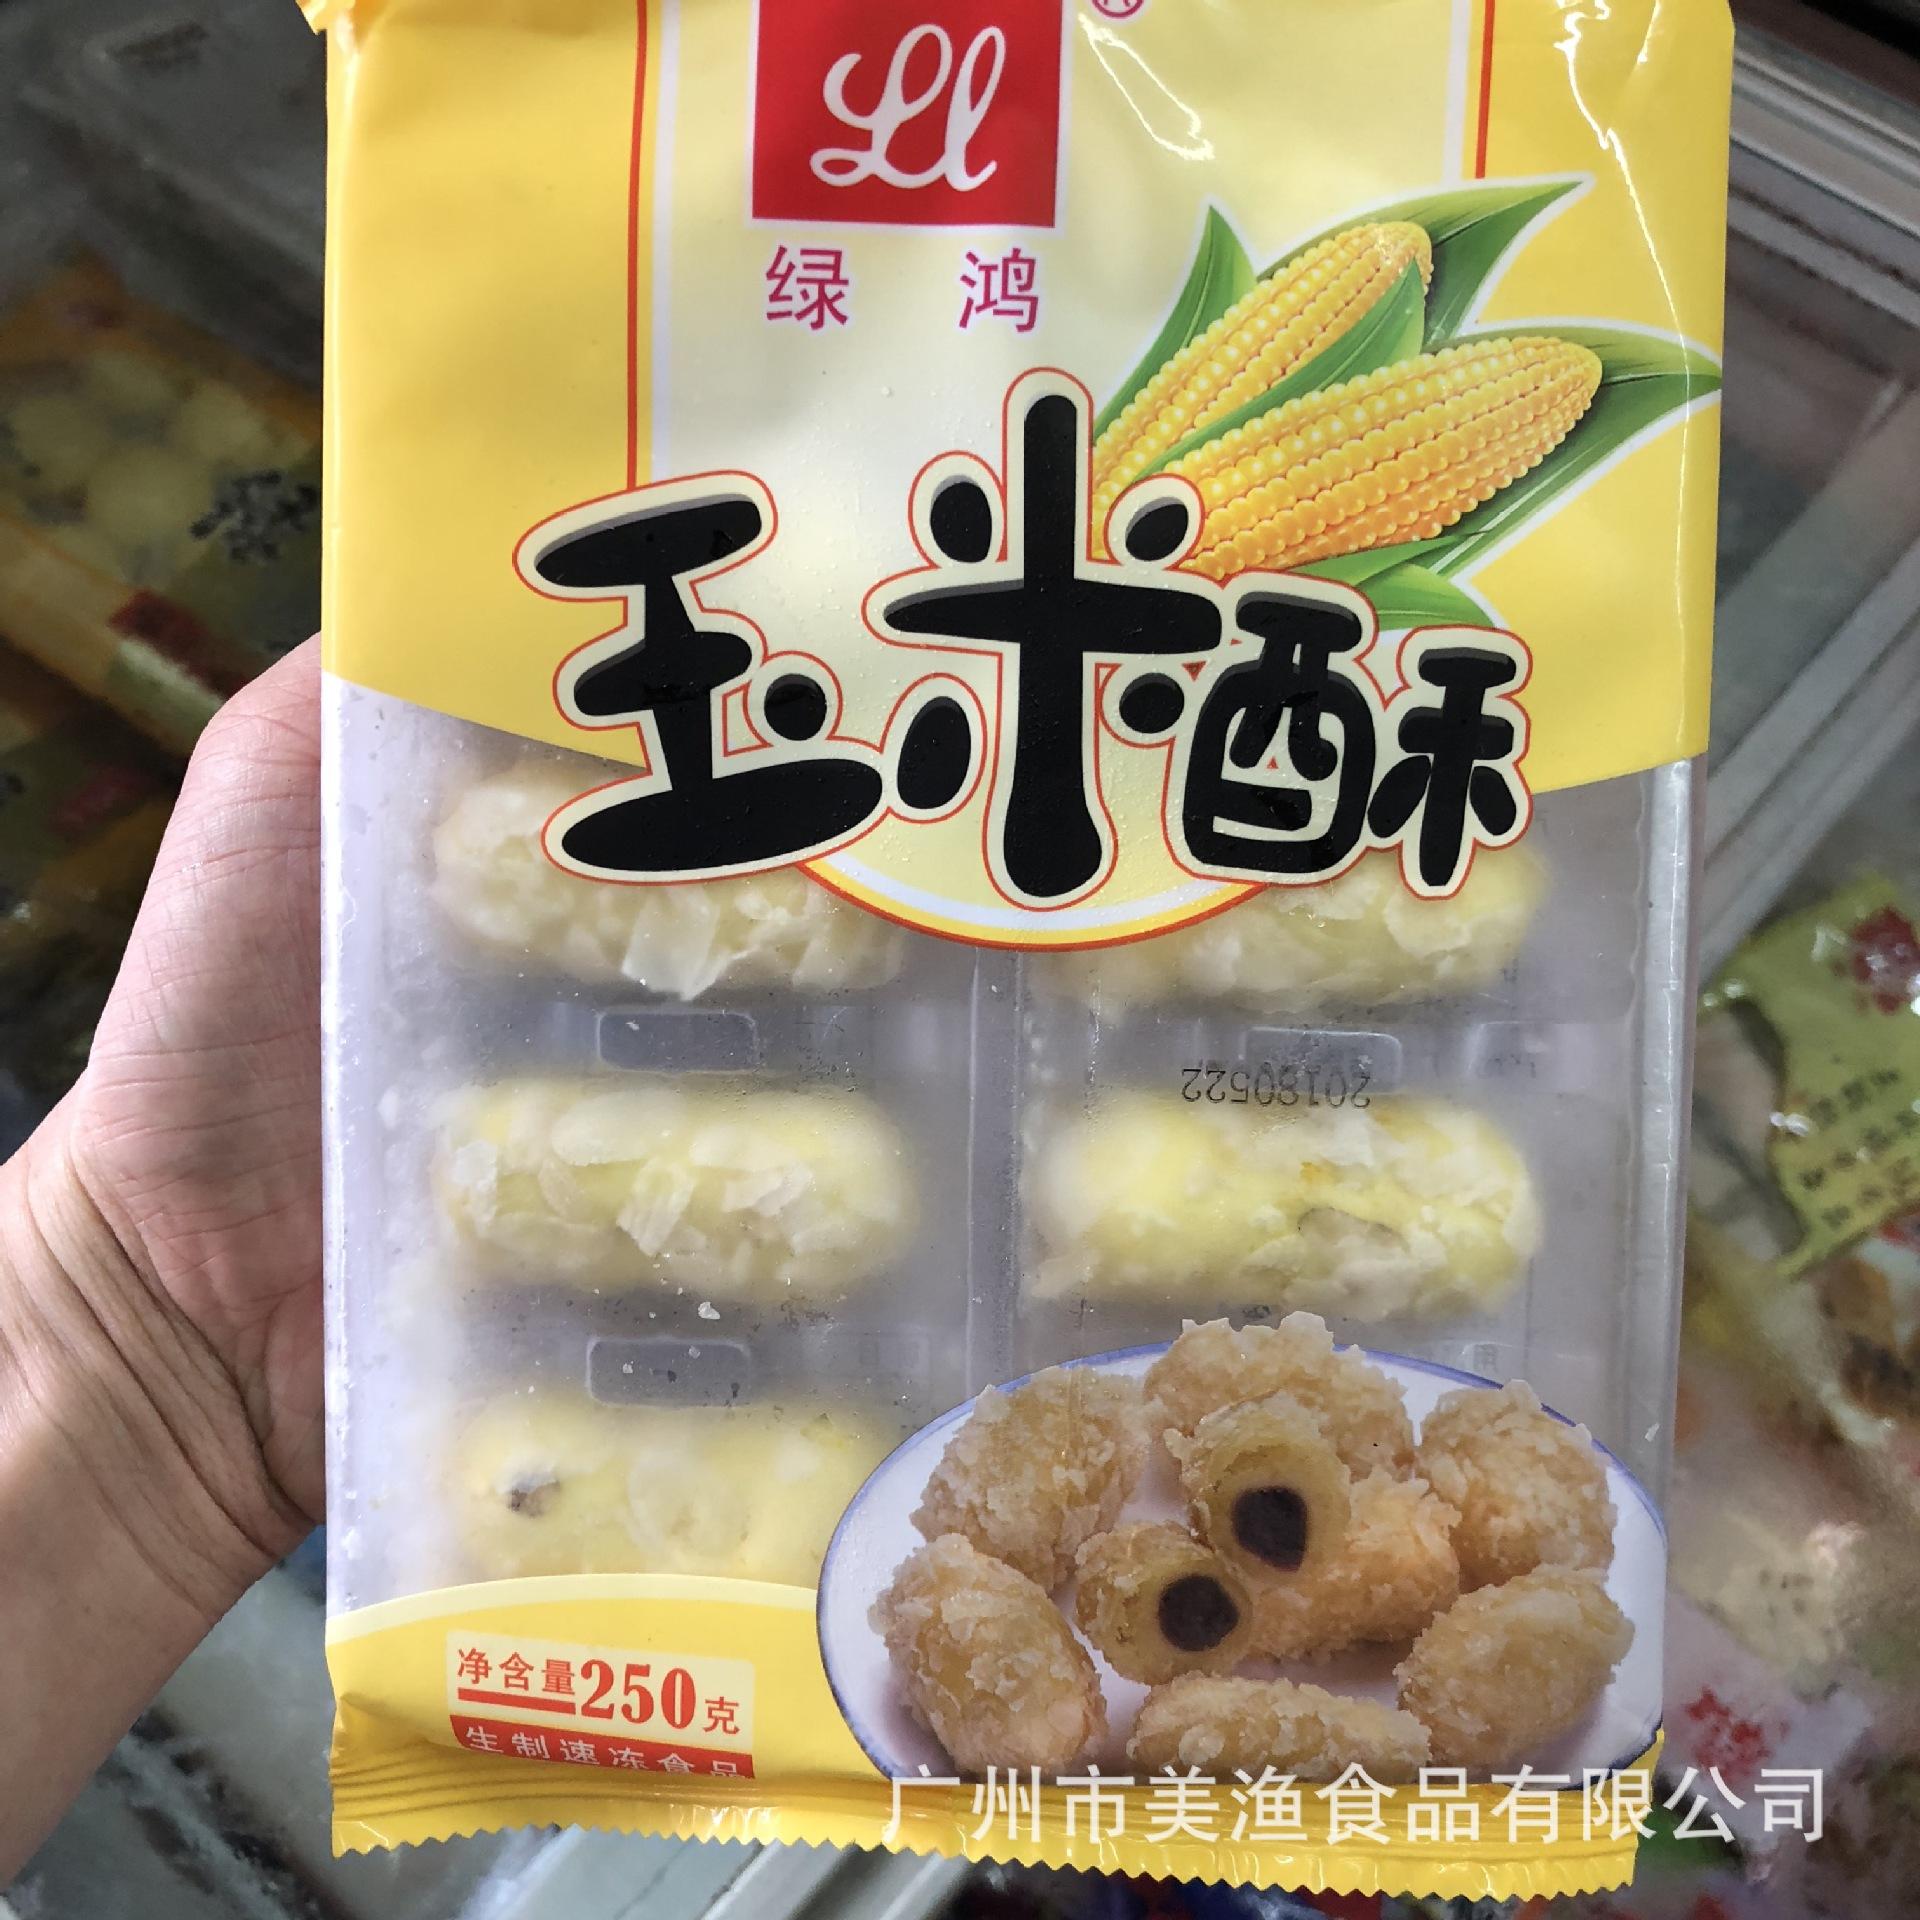 Ll
®
绿鸿
玉米酥
20180522
净含量250克
生制速冻食品
广州市美渔食品有限公司